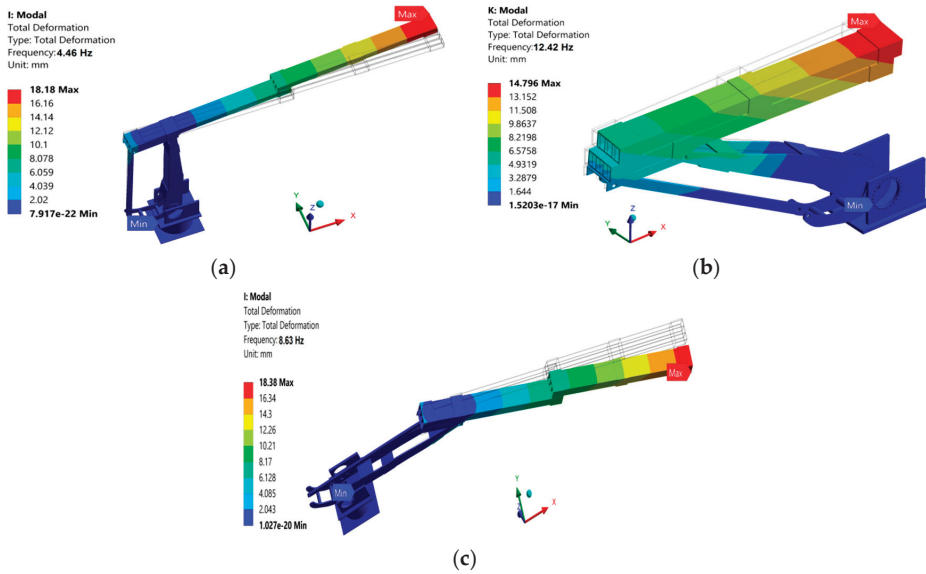 I: Modal
Total Deformation
Type: Total Deformation
Frequency: 4.46 Hz
Unit: mm
18.18 Max
16.16
14.14
12.12
10.1
8.078
6.059
4.039
2.02
7.917e-22 Min
Max
Min
Y
Z
X
(a)
K: Modal
Total Deformation
Type: Total Deformation
Frequency: 12.42 Hz
Unit: mm
14.796 Max
13.152
11.508
9.8637
8.2198
6.5758
4.9319
3.2879
1.644
1.5203e-17 Min
Max
Min
Z
Y
X
(b)
I: Modal
Total Deformation
Type: Total Deformation
Frequency: 8.63 Hz
Unit: mm
18.38 Max
16.34
14.3
12.26
10.21
8.17
6.128
4.085
2.043
1.027e-20 Min
Max
Min
Y
X
(c)